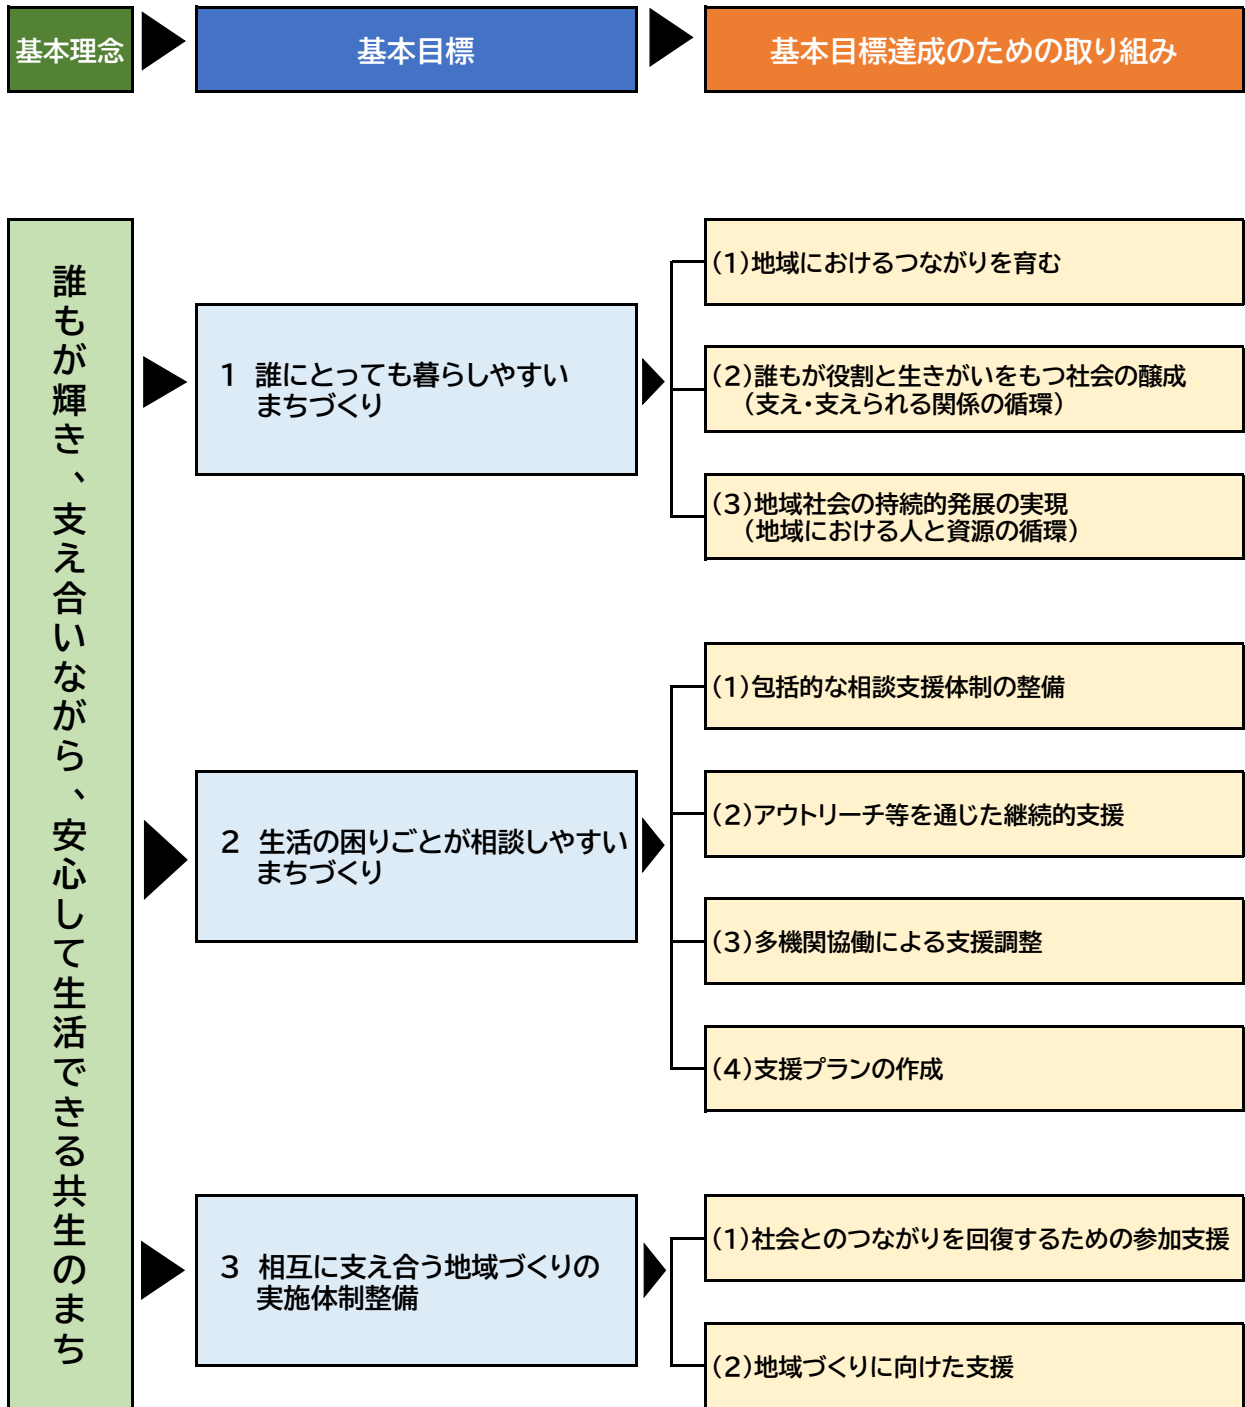 基本理念
基本目標
基本目標達成のための取り組み
誰もが輝き、支え合いながら、安心して生活できる共生のまち
1 誰にとっても暮らしやすい
まちづくり
(1)地域におけるつながりを育む
(2)誰もが役割と生きがいをもつ社会の醸成
(支え・支えられる関係の循環)
(3)地域社会の持続的発展の実現
(地域における人と資源の循環)
2 生活の困りごとが相談しやすい
まちづくり
(1)包括的な相談支援体制の整備
(2)アウトリーチ等を通じた継続的支援
(3)多機関協働による支援調整
(4)支援プランの作成
3 相互に支え合う地域づくりの
実施体制整備
(1)社会とのつながりを回復するための参加支援
(2)地域づくりに向けた支援